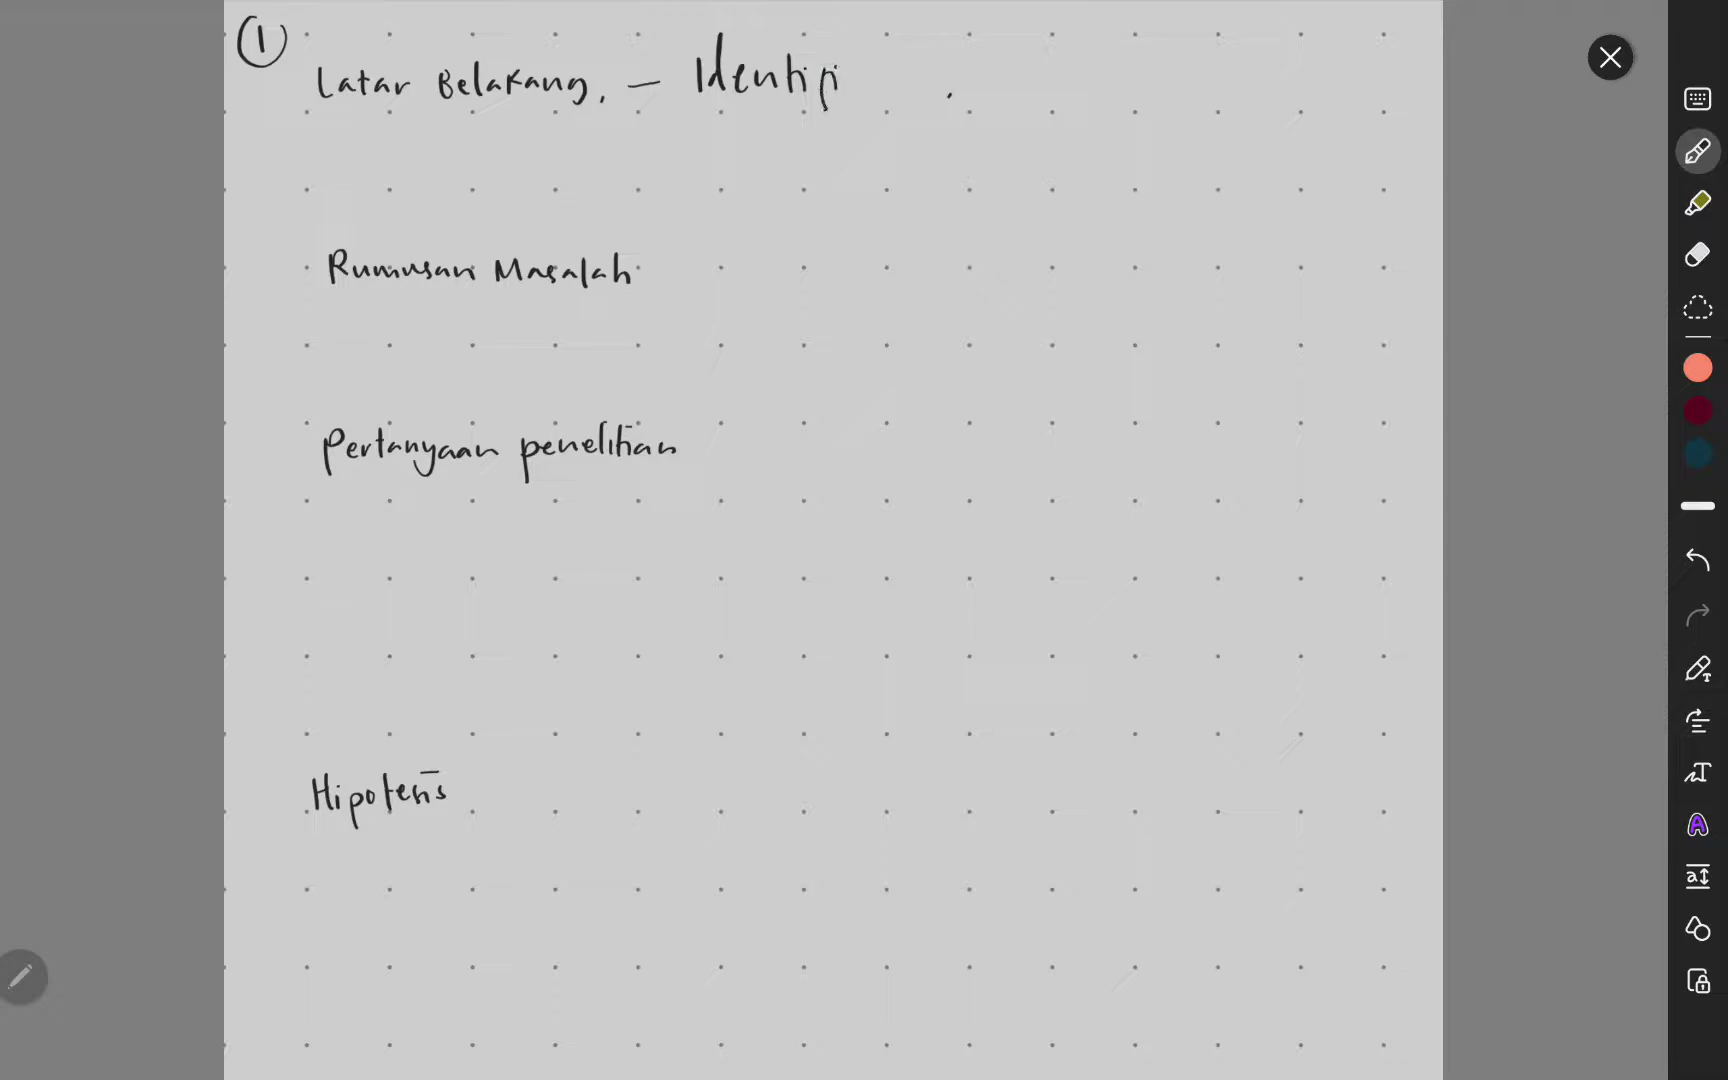 ①
Latar Belakang. — Identifi
Rumusan Masalah
Pertanyaan penelitian
Hipotesis